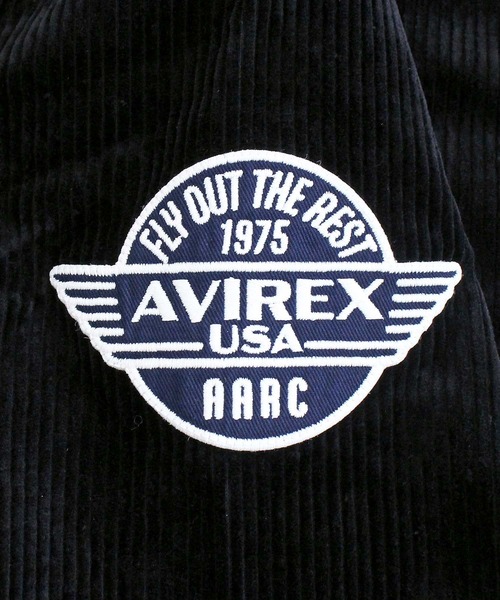 FLY OUT THE REST
1975
AVIREX
USA
AARC